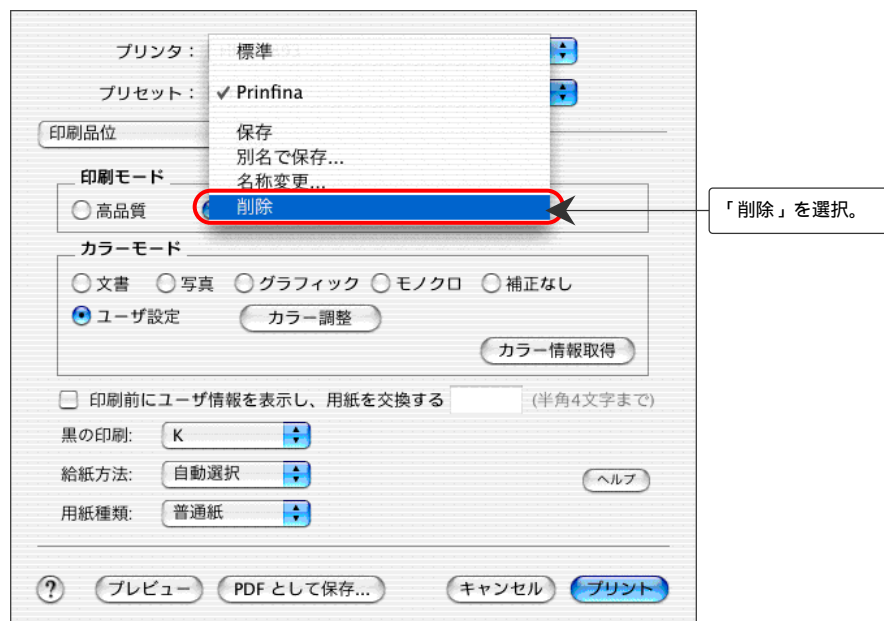 プリンタ：
標準
プリセット：
✓ Prinfina
印刷品位
保存
別名で保存...
名称変更...
削除
「削除」を選択。
印刷モード
高品質
カラーモード
文書 写真 グラフィック モノクロ 補正なし
ユーザ設定 カラー調整
カラー情報取得
印刷前にユーザ情報を表示し、用紙を交換する (半角4文字まで)
黒の印刷: K
給紙方法: 自動選択
ヘルプ
用紙種類: 普通紙
? プレビュー PDF として保存... キャンセル プリント